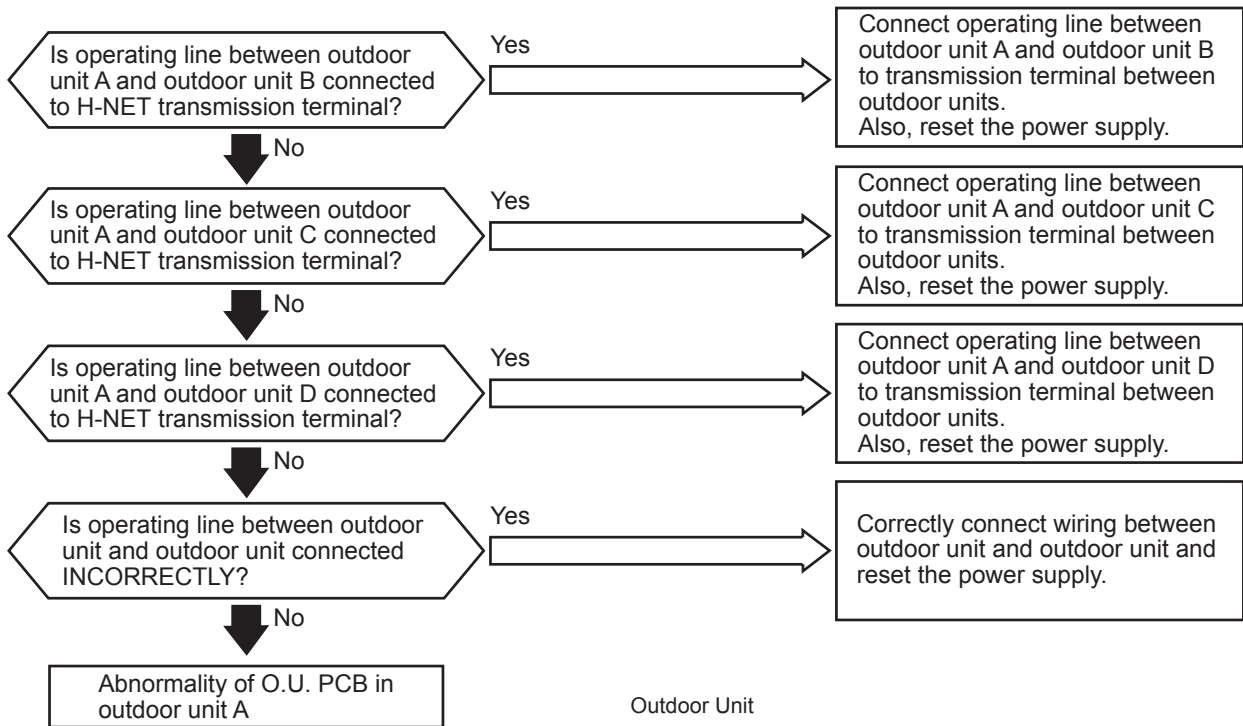 Is operating line between outdoor
unit A and outdoor unit B connected
to H-NET transmission terminal?
Yes
Connect operating line between
outdoor unit A and outdoor unit B
to transmission terminal between
outdoor units.
Also, reset the power supply.
No
Is operating line between outdoor
unit A and outdoor unit C connected
to H-NET transmission terminal?
Yes
Connect operating line between
outdoor unit A and outdoor unit C
to transmission terminal between
outdoor units.
Also, reset the power supply.
No
Is operating line between outdoor
unit A and outdoor unit D connected
to H-NET transmission terminal?
Yes
Connect operating line between
outdoor unit A and outdoor unit D
to transmission terminal between
outdoor units.
Also, reset the power supply.
No
Is operating line between outdoor
unit and outdoor unit connected
INCORRECTLY?
Yes
Correctly connect wiring between
outdoor unit and outdoor unit and
reset the power supply.
No
Abnormality of O.U. PCB in
outdoor unit A
Outdoor Unit